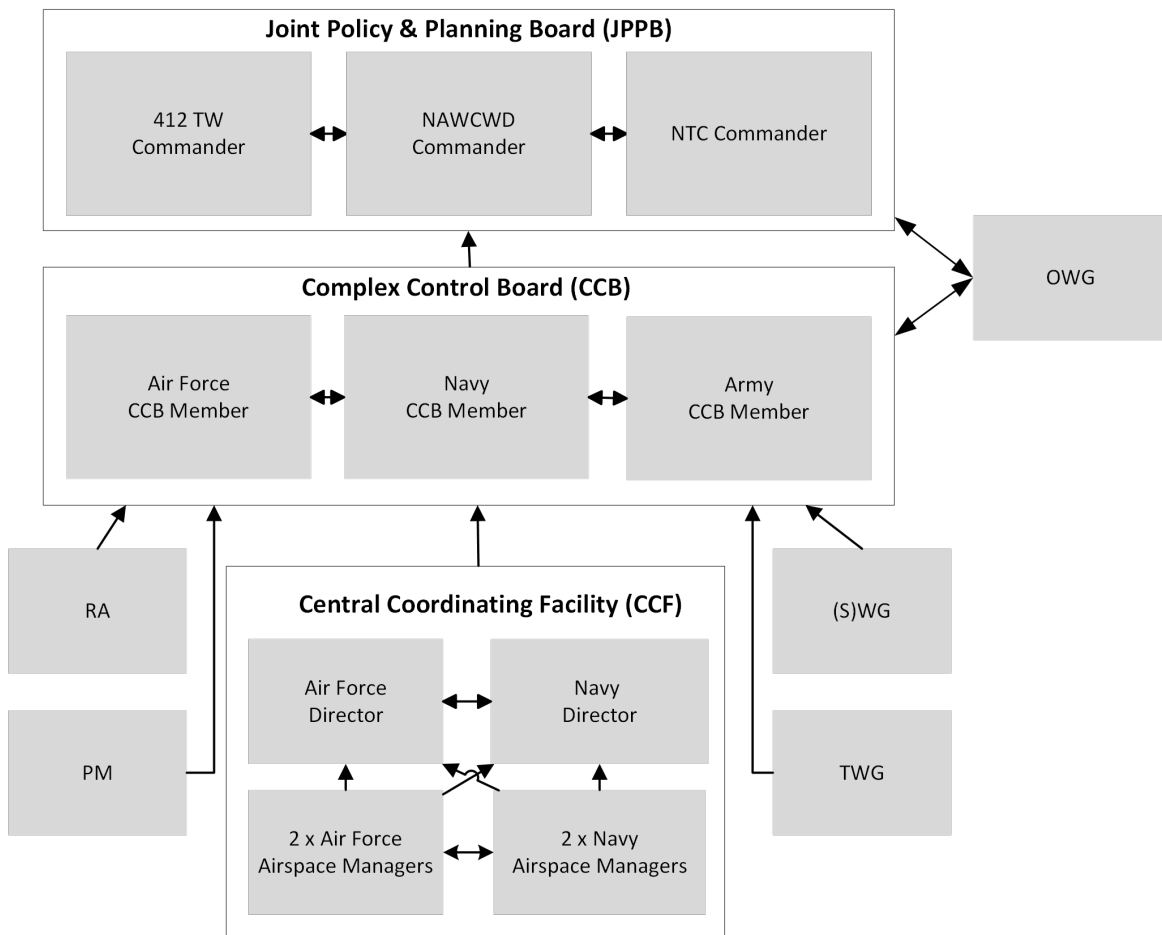 Joint Policy & Planning Board (JPPB)
412 TW
Commander
NAWCWD
Commander
NTC Commander
OWG
Complex Control Board (CCB)
Air Force
CCB Member
Navy
CCB Member
Army
CCB Member
RA
(S)WG
Central Coordinating Facility (CCF)
Air Force
Director
Navy
Director
PM
TWG
2 x Air Force
Airspace Managers
2 x Navy
Airspace Managers